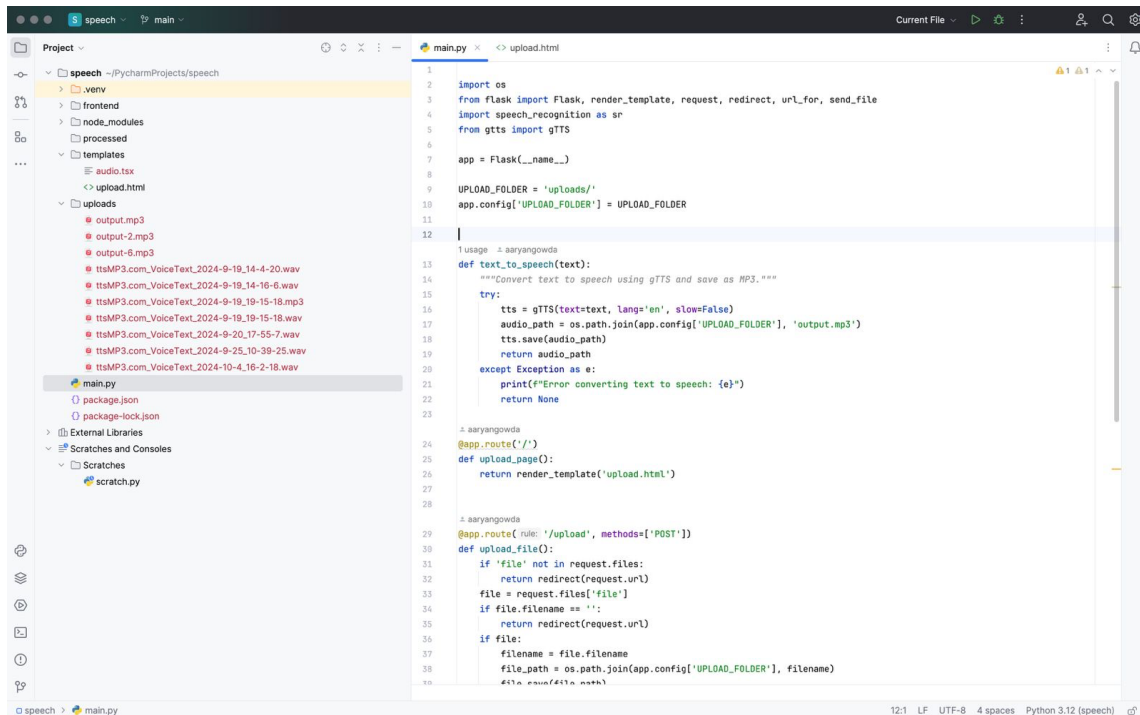 S speech main
Current File
Project
main.py
upload.html
speech ~/PycharmProjects/speech
.venv
frontend
node_modules
processed
templates
audio.tsx
<> upload.html
uploads
output.mp3
output-2.mp3
output-6.mp3
ttsMP3.com_VoiceText_2024-9-19_14-4-20.wav
ttsMP3.com_VoiceText_2024-9-19_14-16-6.wav
ttsMP3.com_VoiceText_2024-9-19_19-15-18.mp3
ttsMP3.com_VoiceText_2024-9-19_19-15-18.wav
ttsMP3.com_VoiceText_2024-9-20_17-55-7.wav
ttsMP3.com_VoiceText_2024-9-25_10-39-25.wav
ttsMP3.com_VoiceText_2024-10-4_16-2-18.wav
main.py
{} package.json
{} package-lock.json
External Libraries
Scratches and Consoles
Scratches
scratch.py
1 1
1
2 import os
3 from flask import Flask, render_template, request, redirect, url_for, send_file
4 import speech_recognition as sr
5 from gtts import gTTS
6
7 app = Flask(__name__)
8
9 UPLOAD_FOLDER = 'uploads/'
10 app.config['UPLOAD_FOLDER'] = UPLOAD_FOLDER
11
12
1 usage aaryangowda
13 def text_to_speech(text):
14 """Convert text to speech using gTTS and save as MP3."""
15 try:
16 tts = gTTS(text=text, lang='en', slow=False)
17 audio_path = os.path.join(app.config['UPLOAD_FOLDER'], 'output.mp3')
18 tts.save(audio_path)
19 return audio_path
20 except Exception as e:
21 print(f"Error converting text to speech: {e}")
22 return None
23
aaryangowda
24 @app.route('/')
25 def upload_page():
26 return render_template('upload.html')
27
28
aaryangowda
29 @app.route( rule: '/upload', methods=['POST'])
30 def upload_file():
31 if 'file' not in request.files:
32 return redirect(request.url)
33 file = request.files['file']
34 if file.filename == '':
35 return redirect(request.url)
36 if file:
37 filename = file.filename
38 file_path = os.path.join(app.config['UPLOAD_FOLDER'], filename)
39 file.save(file_path)
speech > main.py
12:1 LF UTF-8 4 spaces Python 3.12 (speech)